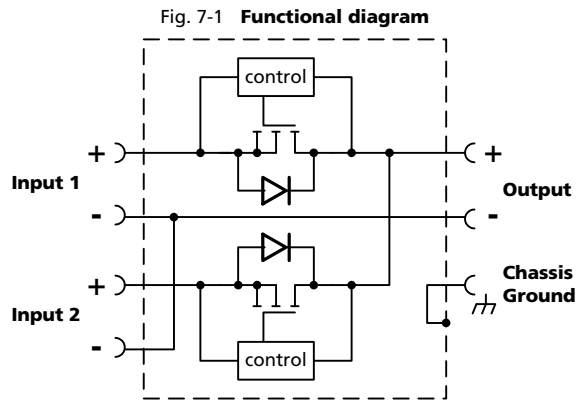 Fig. 7-1 Functional diagram
control
+
+
Input 1
Output
-
-
+
Chassis
Ground
Input 2
-
control